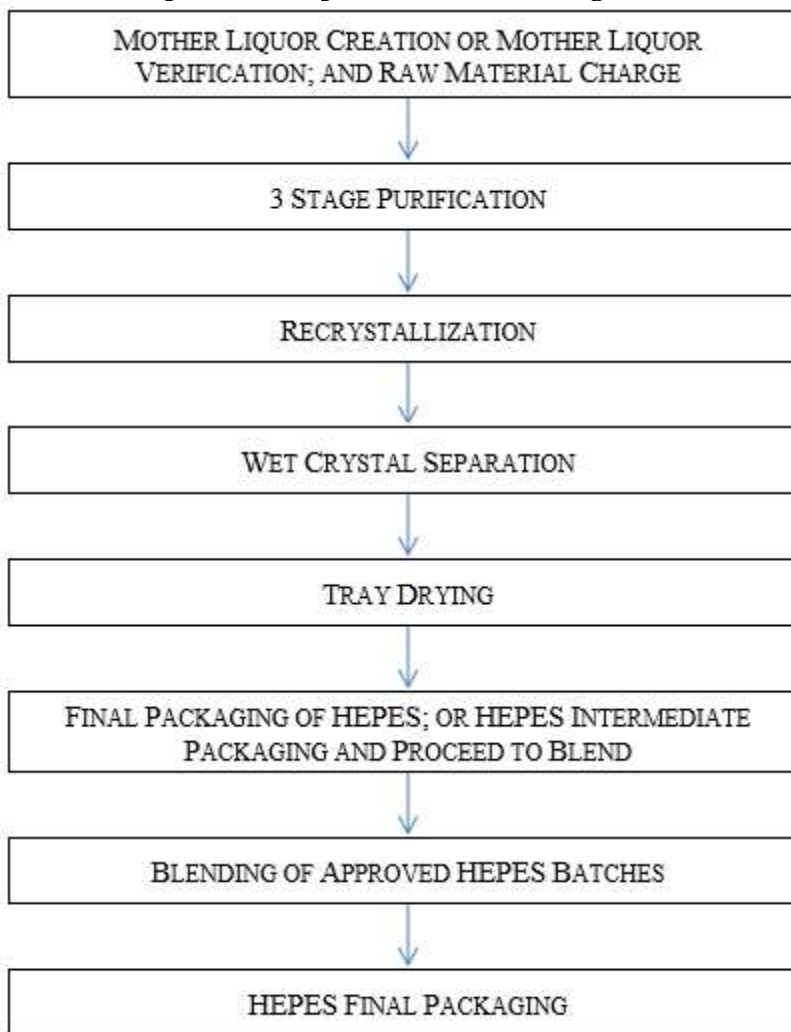 MOTHER LIQUOR CREATION OR MOTHER LIQUOR
VERIFICATION; AND RAW MATERIAL CHARGE
3 STAGE PURIFICATION
RECRYSTALLIZATION
WET CRYSTAL SEPARATION
TRAY DRYING
FINAL PACKAGING OF HEPES; OR HEPES INTERMEDIATE
PACKAGING AND PROCEED TO BLEND
BLENDING OF APPROVED HEPES BATCHES
HEPES FINAL PACKAGING